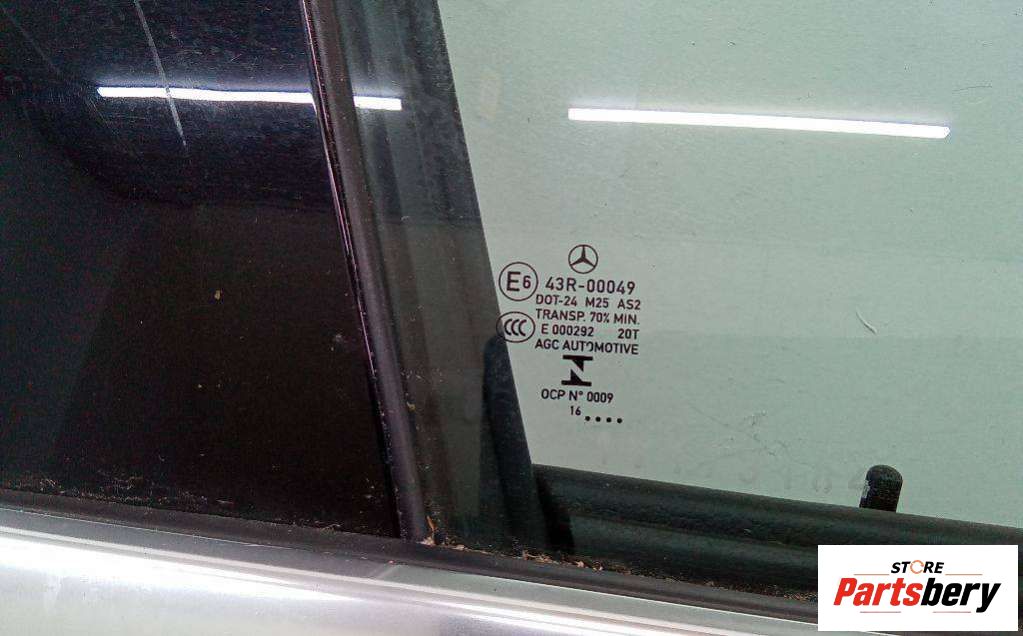 E6 43R-00049
DOT-24 M25 AS2
TRANSP. 70% MIN.
CCC E 000292 20T
AGC AUTOMOTIVE
N
OCP N° 0009
16 ....
STORE
Partsbery